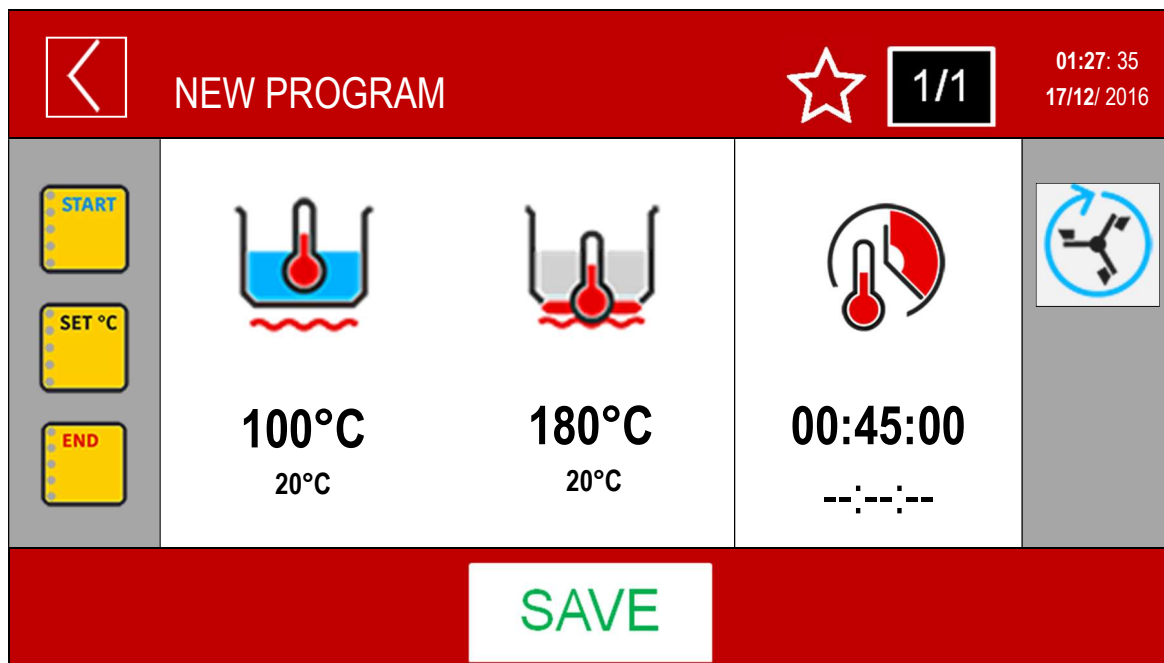 NEW PROGRAM
1/1
01:27: 35
17/12/ 2016
START
SET °C
END
100°C
20°C
180°C
20°C
00:45:00
--:--:--
SAVE